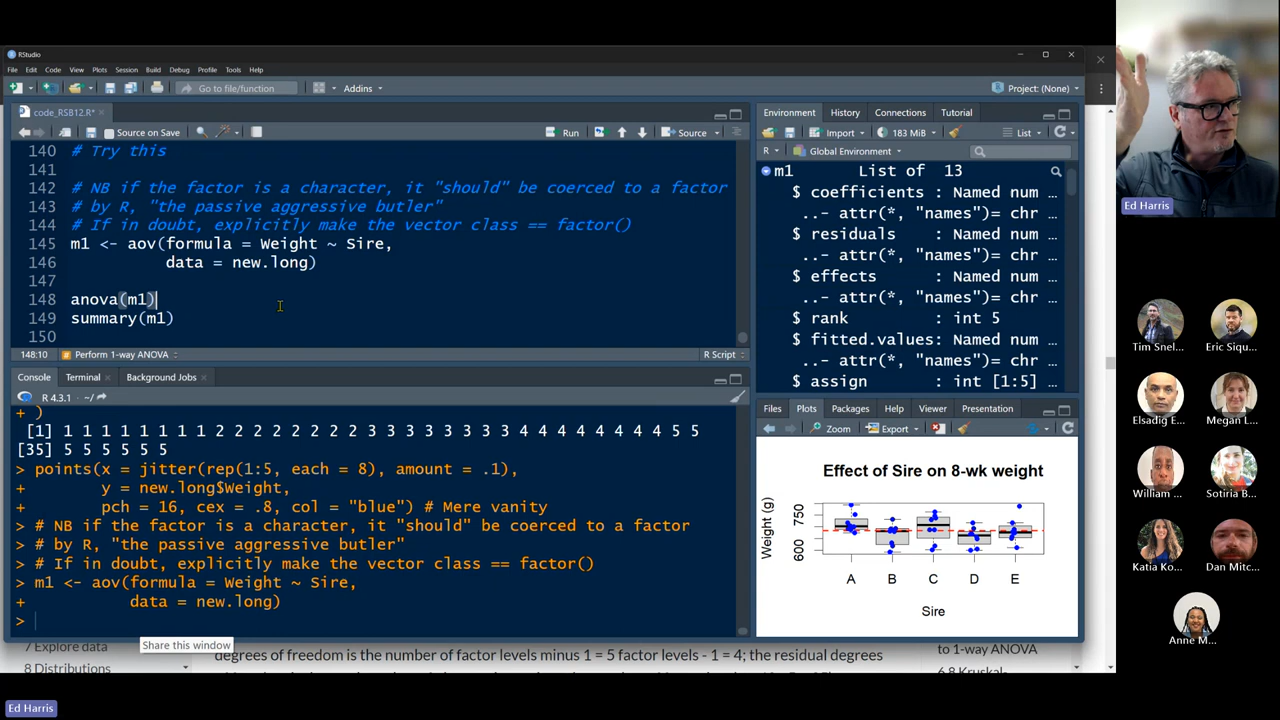 RStudio
File Edit Code View Plots Session Build Debug Profile Tools Help
Go to file/function
Addins
Project: (None)
code_RSB12.R*
Source on Save
Run
Source
140 # Try this
141
142 # NB if the factor is a character, it "should" be coerced to a factor
143 # by R, "the passive aggressive butler"
144 # If in doubt, explicitly make the vector class == factor()
145 m1 <- aov(formula = Weight ~ Sire,
146 data = new.long)
147
148 anova(m1)
149 summary(m1)
150
148:10 Perform 1-way ANOVA
R Script
Console Terminal Background Jobs
R 4.3.1 · ~/
+ )
[1] 1 1 1 1 1 1 1 1 2 2 2 2 2 2 2 2 3 3 3 3 3 3 3 3 4 4 4 4 4 4 4 4 5 5
[35] 5 5 5 5 5 5
> points(x = jitter(rep(1:5, each = 8), amount = .1),
+ y = new.long$Weight,
+ pch = 16, cex = .8, col = "blue") # Mere vanity
> # NB if the factor is a character, it "should" be coerced to a factor
> # by R, "the passive aggressive butler"
> # If in doubt, explicitly make the vector class == factor()
> m1 <- aov(formula = Weight ~ Sire,
+ data = new.long)
>
Share this window
Environment History Connections Tutorial
Import
183 MiB
List
R
Global Environment
m1 List of 13
$ coefficients : Named num ...
..- attr(*, "names")= chr ...
$ residuals : Named num ...
..- attr(*, "names")= chr ...
$ effects : Named num ...
..- attr(*, "names")= chr ...
$ rank : int 5
$ fitted.values: Named num ...
..- attr(*, "names")= chr ...
$ assign : int [1:5] ...
Files Plots Packages Help Viewer Presentation
Zoom
Export
Effect of Sire on 8-wk weight
Weight (g)
750
600
A B C D E
Sire
7 Explore data
8 Distributions
degrees of freedom is the number of factor levels minus 1 = 5 factor levels - 1 = 4; the residual degrees
to 1-way ANOVA
Ed Harris
Tim Snel...
Eric Siqu...
Elsadig E...
Megan L...
William ...
Sotiria B...
Katia Ko...
Dan Mitc...
Anne M...
Ed Harris